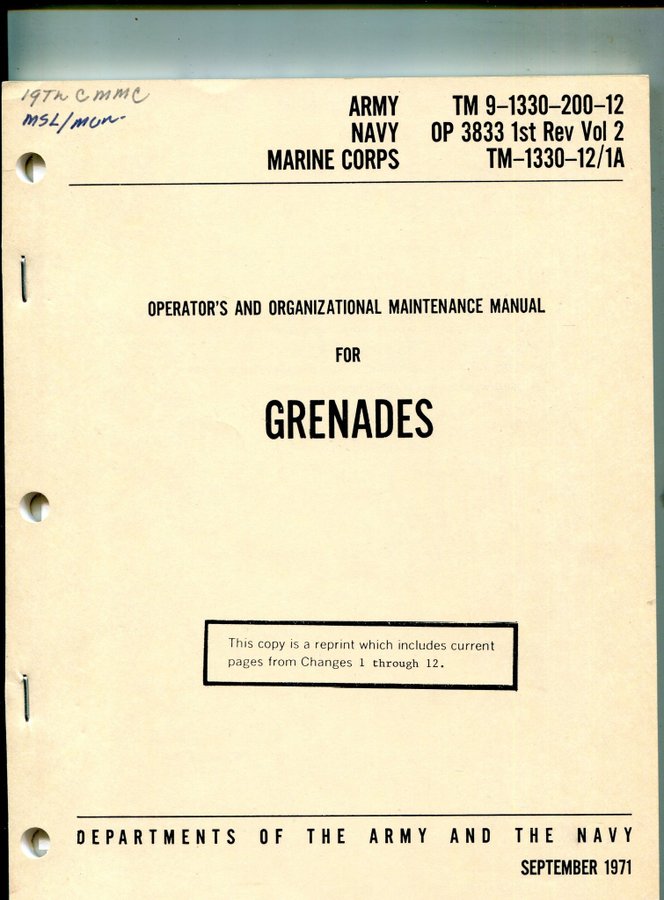 19TH CMMC
MSL/MUN-
ARMY TM 9-1330-200-12
NAVY OP 3833 1st Rev Vol 2
MARINE CORPS TM-1330-12/1A
OPERATOR'S AND ORGANIZATIONAL MAINTENANCE MANUAL
FOR
GRENADES
This copy is a reprint which includes current
pages from Changes 1 through 12.
DEPARTMENTS OF THE ARMY AND THE NAVY
SEPTEMBER 1971